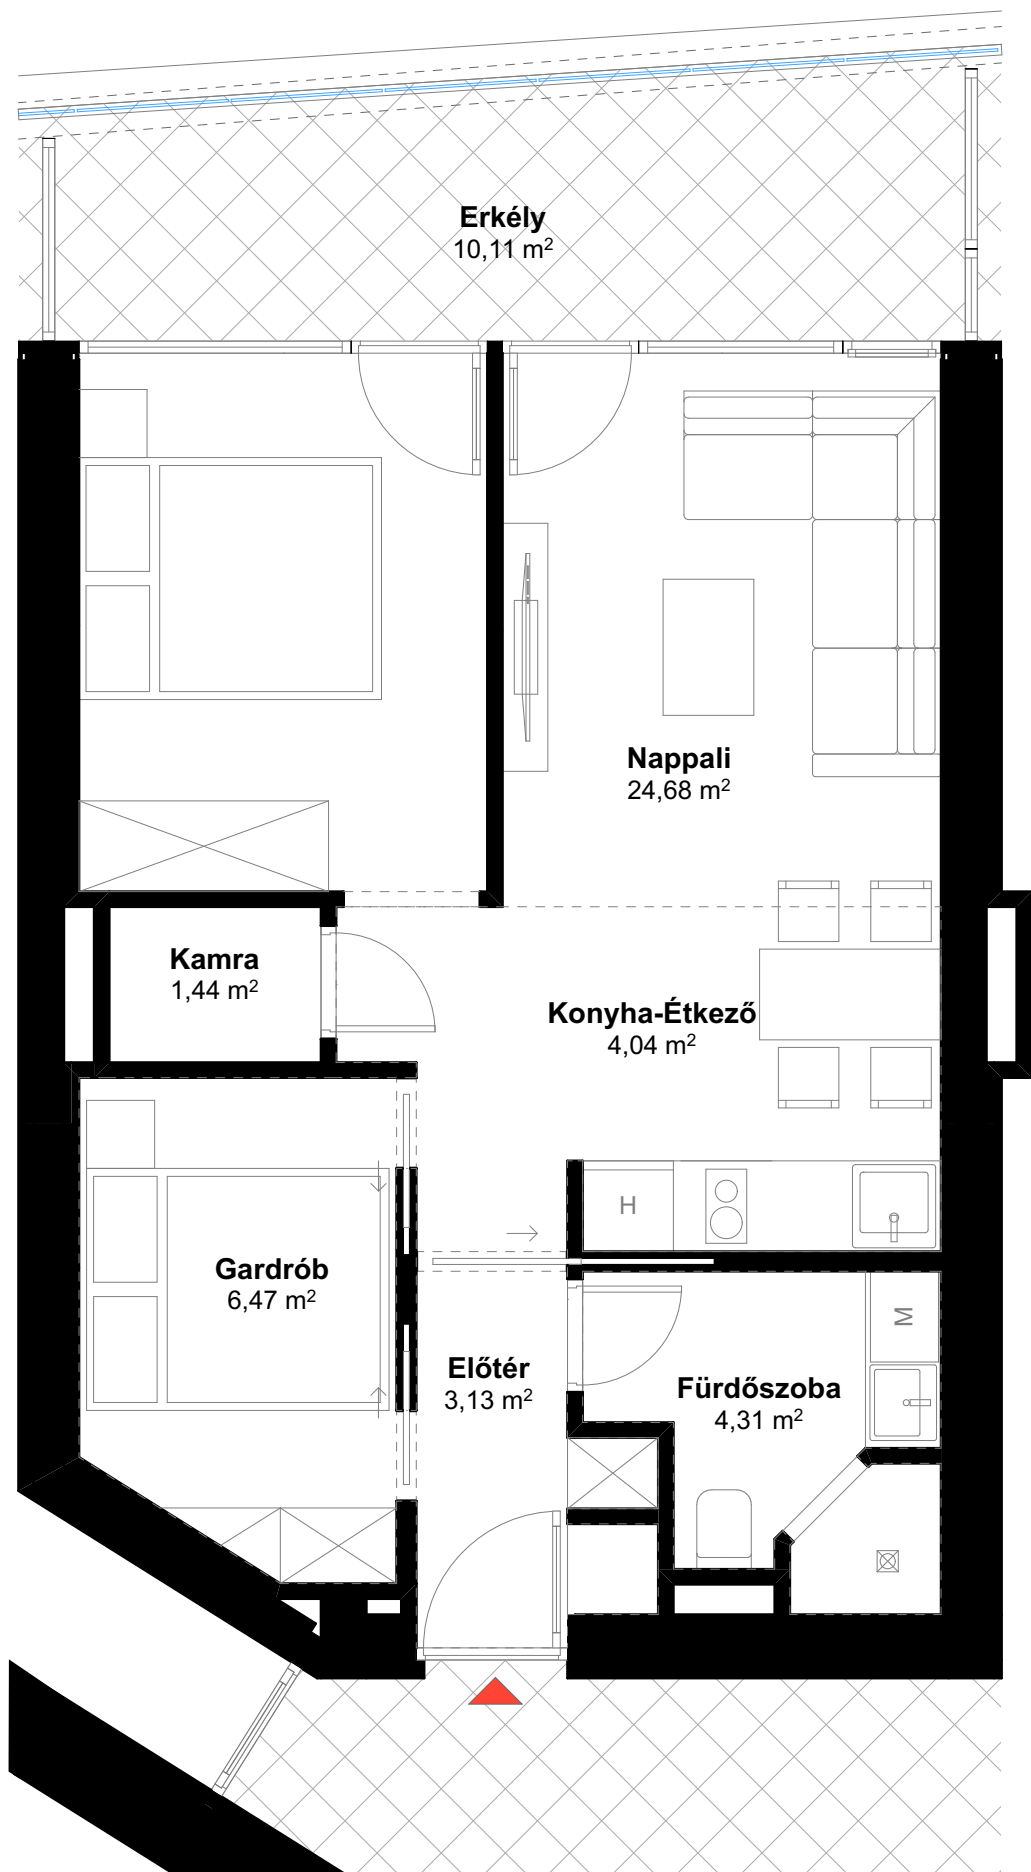 Erkély
10,11 m²
Nappali
24,68 m²
Kamra
1,44 m²
Konyha-Étkező
4,04 m²
H
Gardrób
6,47 m²
M
Előtér
3,13 m²
Fürdőszoba
4,31 m²